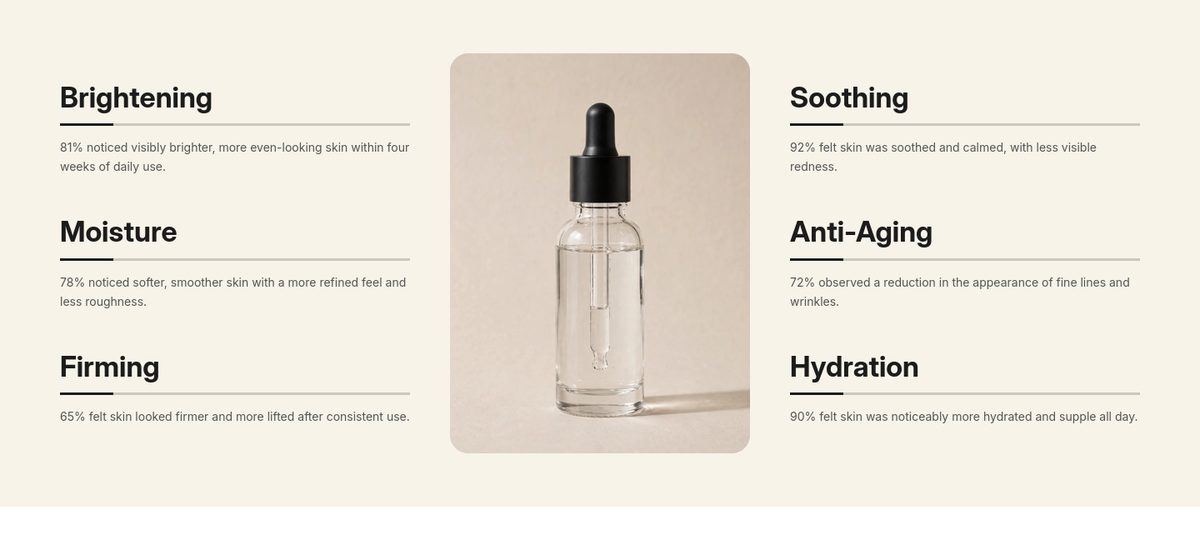 Brightening
81% noticed visibly brighter, more even-looking skin within four
weeks of daily use.
Moisture
78% noticed softer, smoother skin with a more refined feel and
less roughness.
Firming
65% felt skin looked firmer and more lifted after consistent use.
Soothing
92% felt skin was soothed and calmed, with less visible
redness.
Anti-Aging
72% observed a reduction in the appearance of fine lines and
wrinkles.
Hydration
90% felt skin was noticeably more hydrated and supple all day.